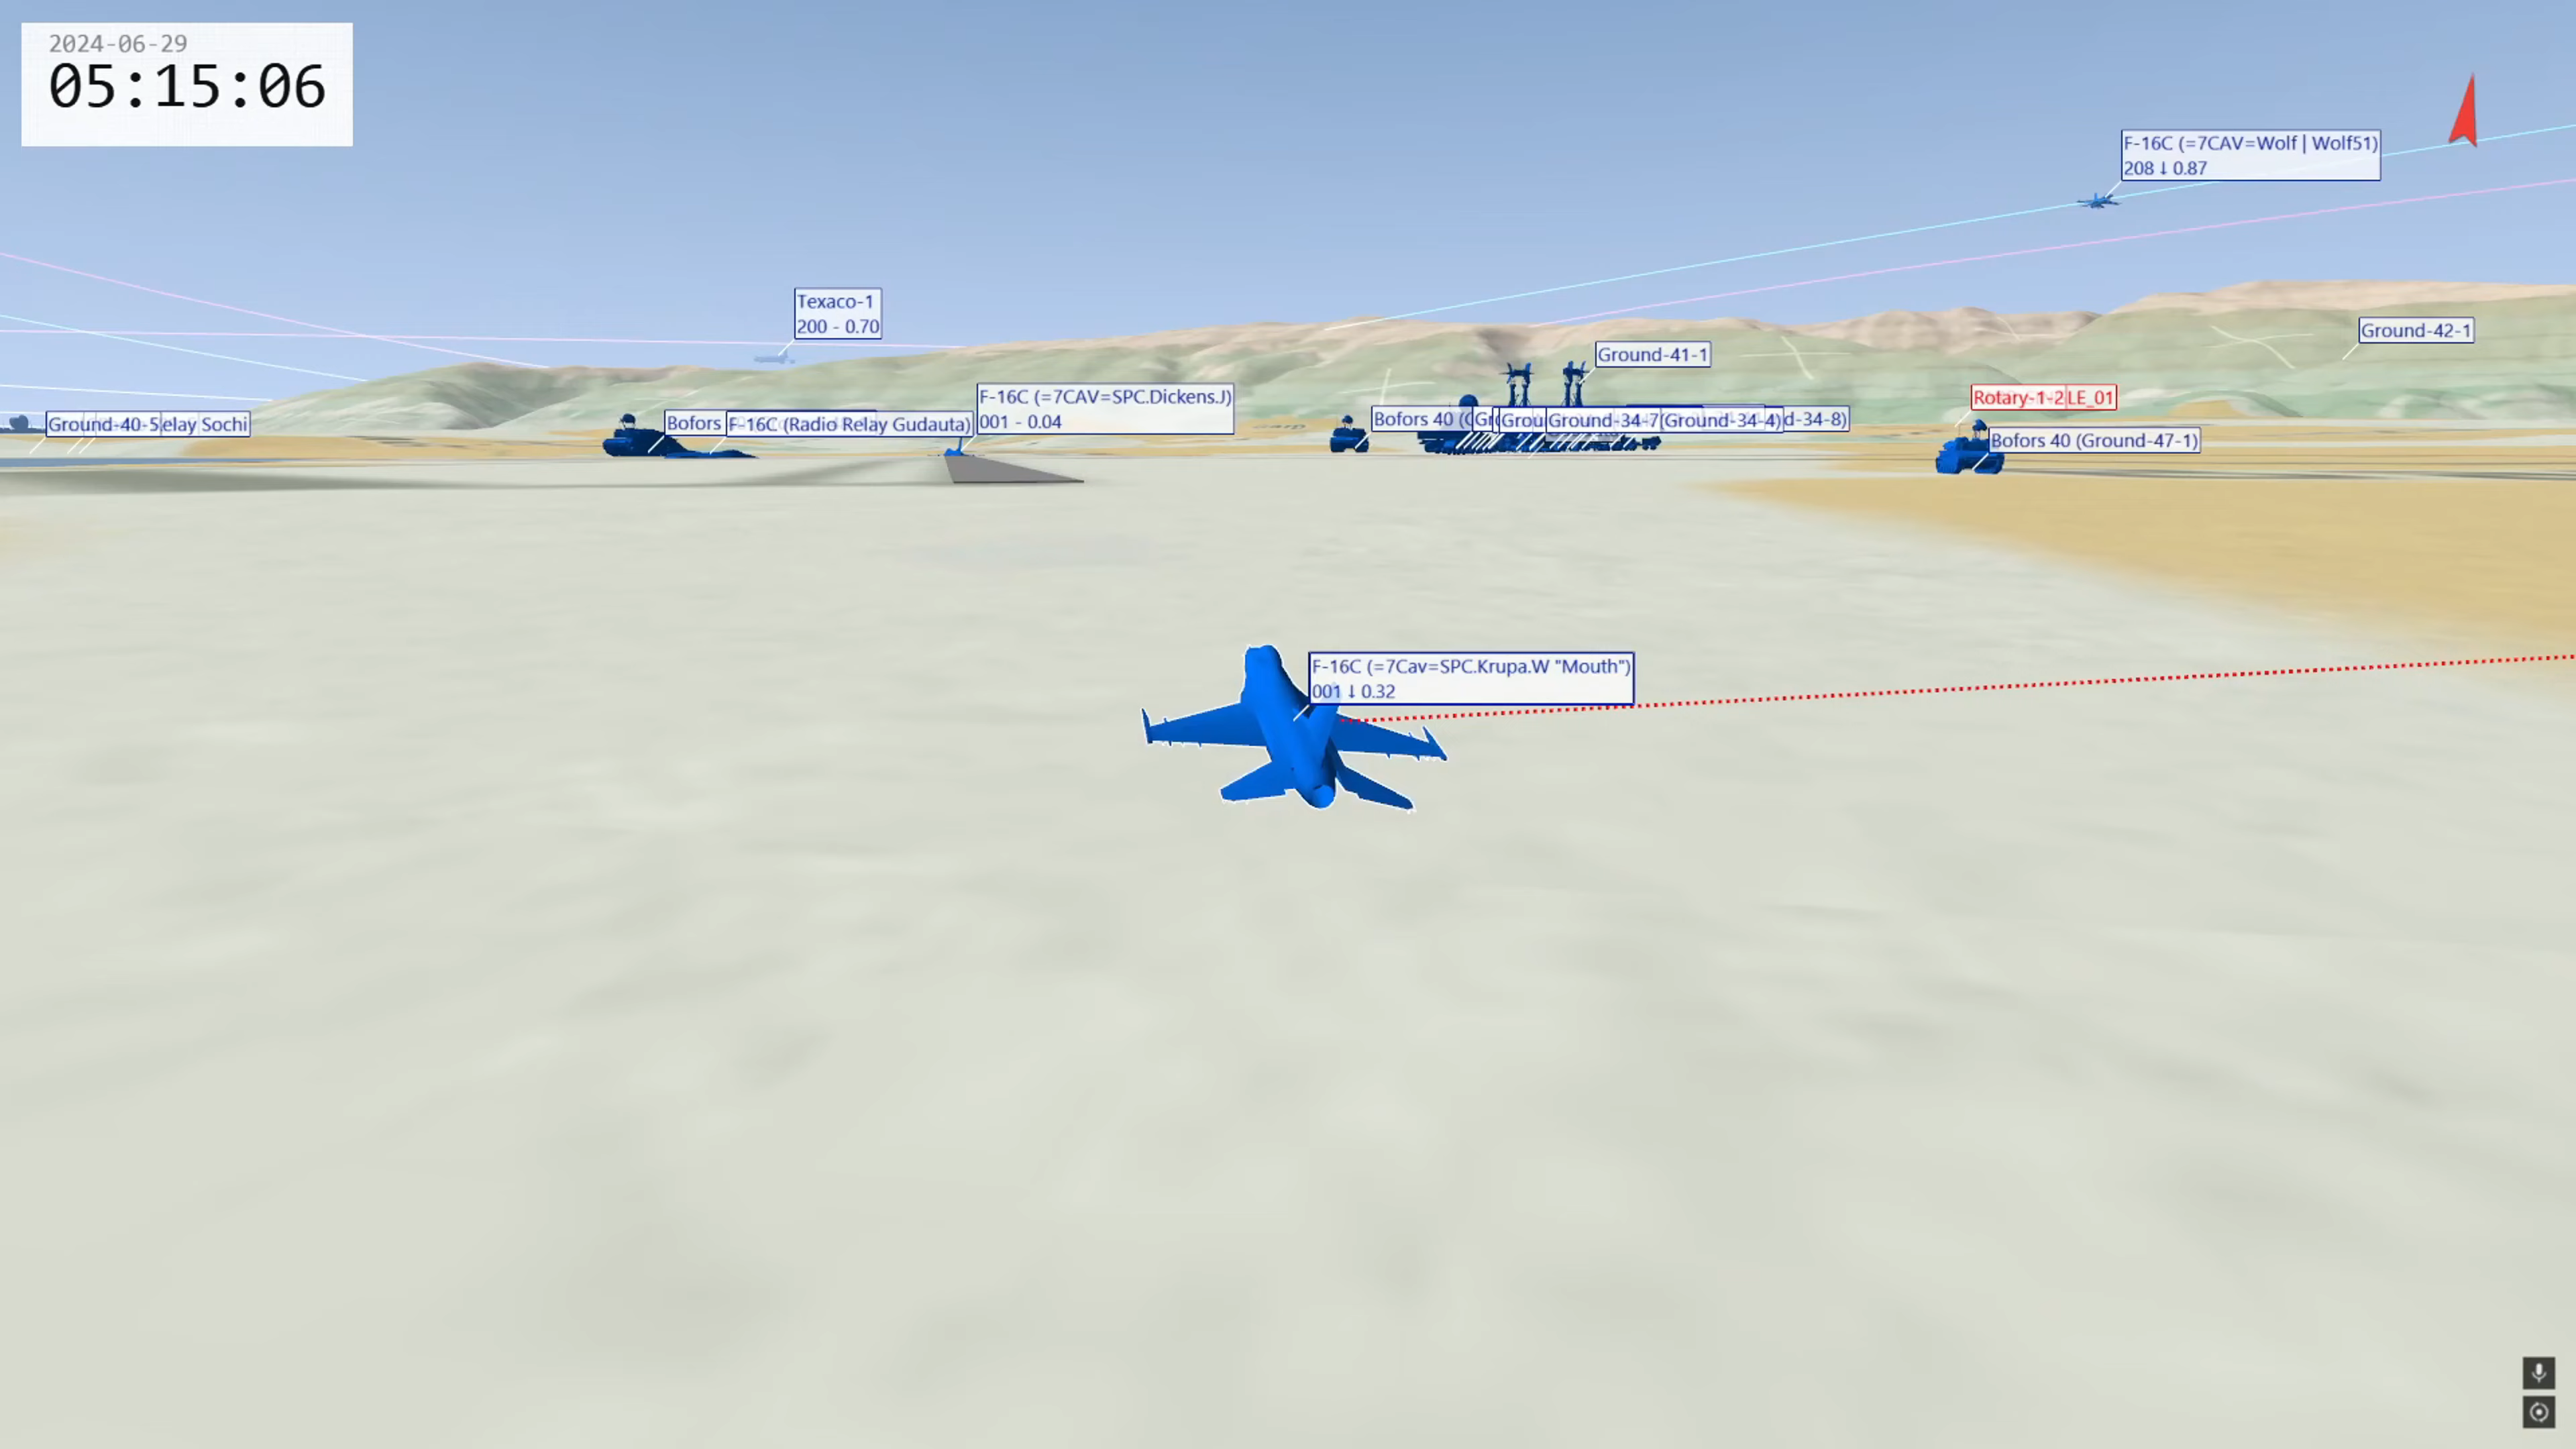 2024-06-29
05:15:06
F-16C (=7CAV=Wolf | Wolf51)
208 ↓ 0.87
Texaco-1
200 - 0.70
Ground-42-1
Ground-41-1
F-16C (=7CAV=SPC.Dickens.J)
001 - 0.04
Rotary-1-2 LE_01
Ground-40-5 elay Sochi
Bofors
F-16C (Radio Relay Gudauta)
Bofors 40 (G
Grou
Ground-34-7
(Ground-34-4)
d-34-8)
Bofors 40 (Ground-47-1)
F-16C (=7Cav=SPC.Krupa.W "Mouth")
001 ↓ 0.32